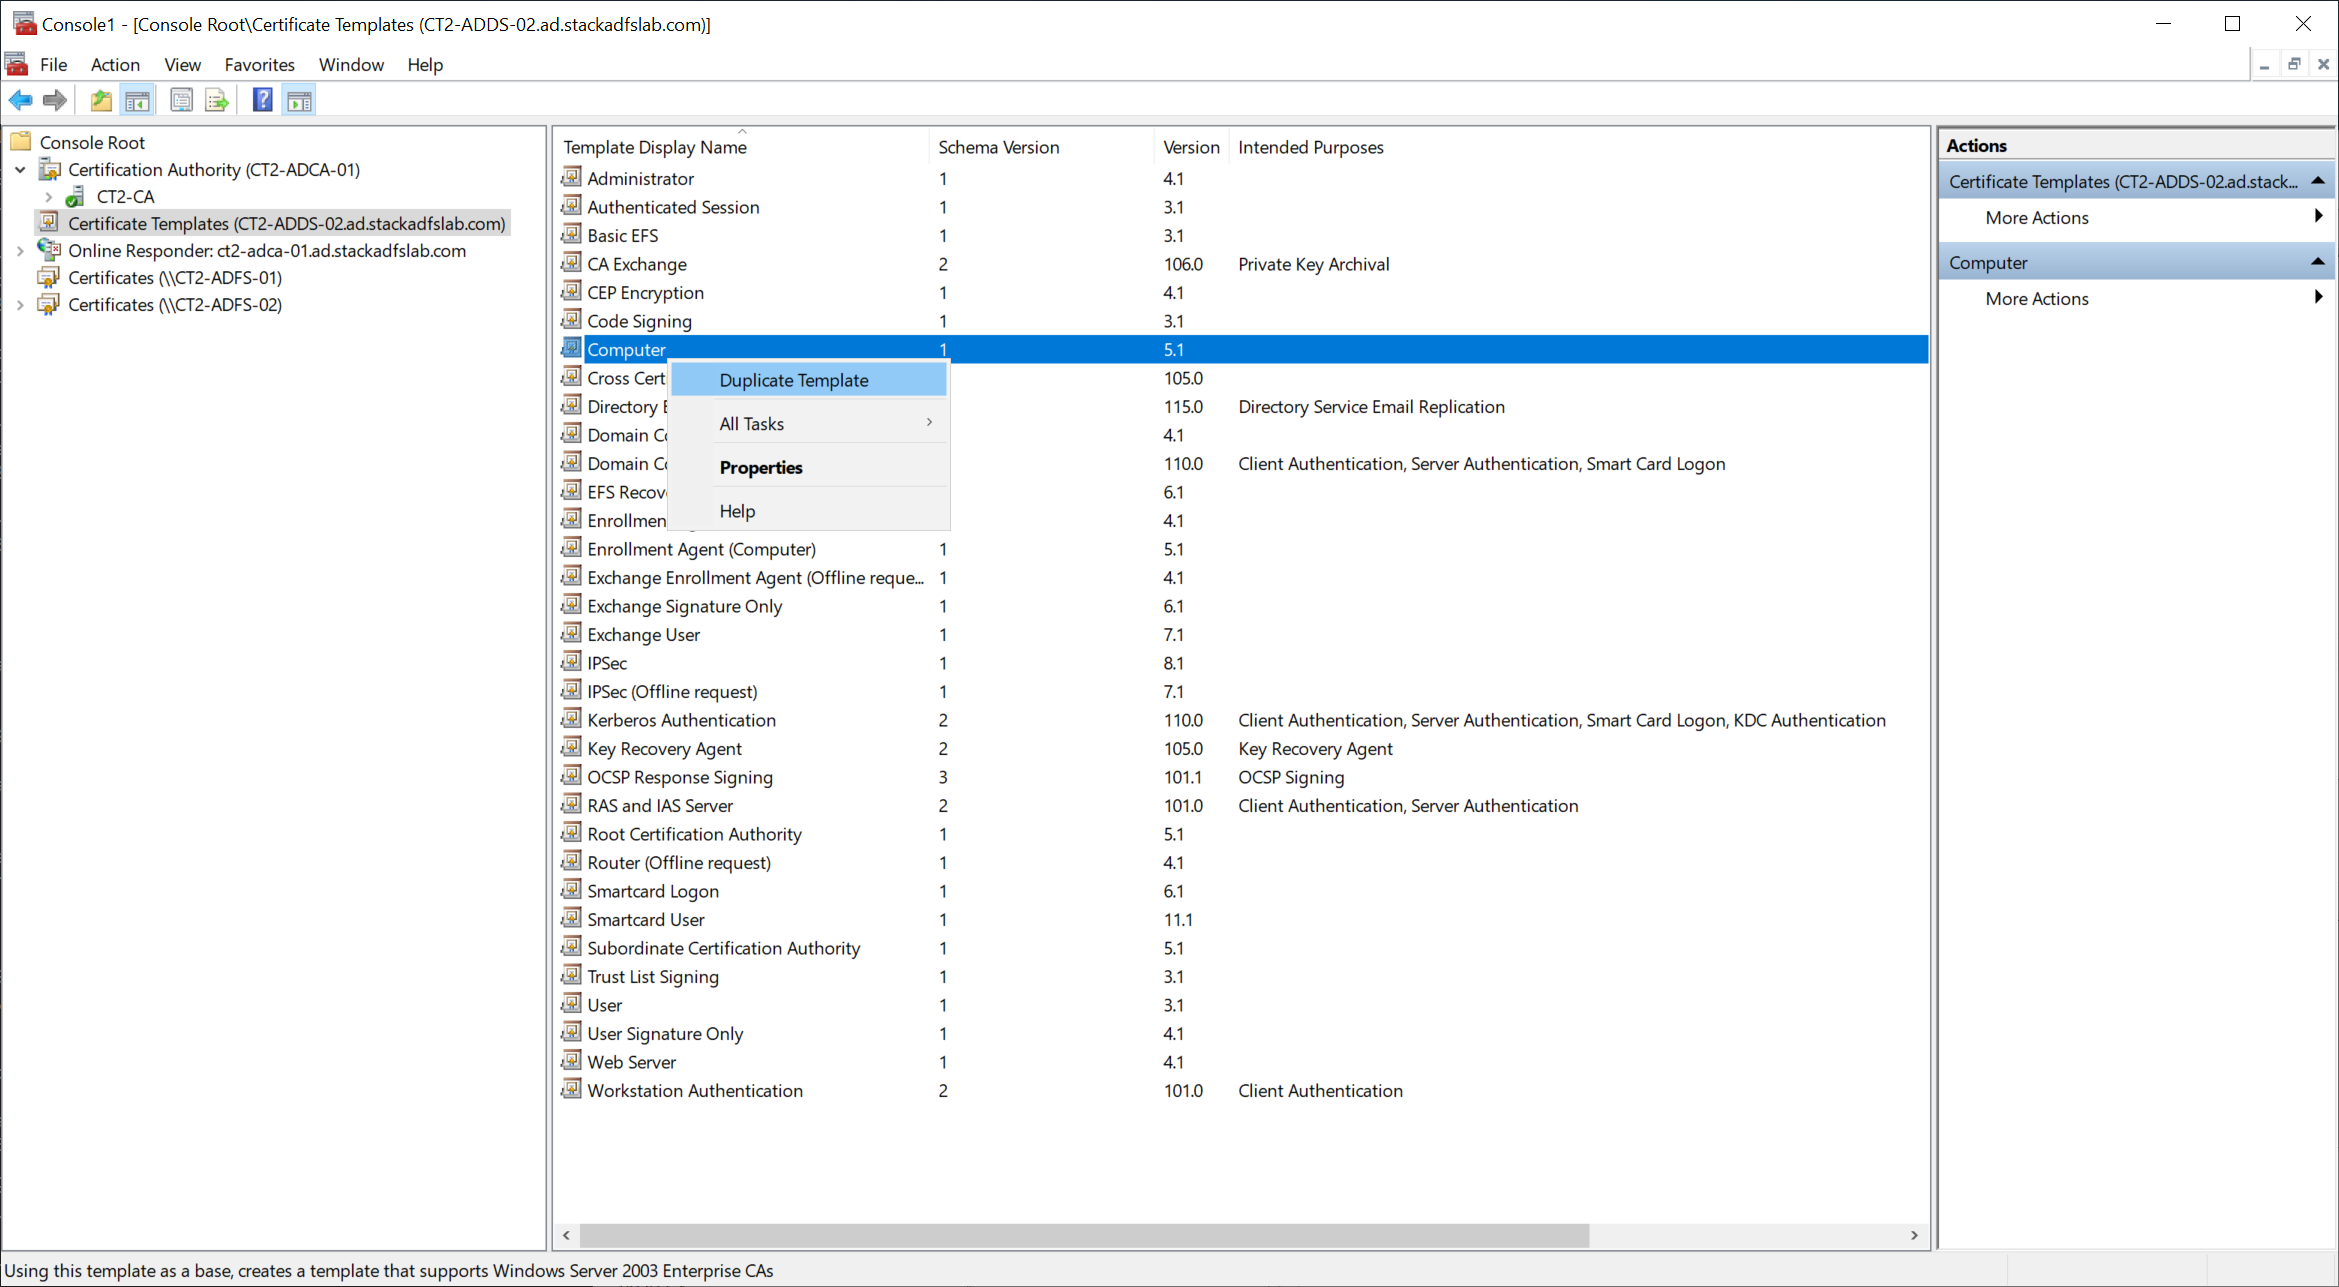 Console1 - [Console Root\Certificate Templates (CT2-ADDS-02.ad.stackadfslab.com)]
File Action View Favorites Window Help
Console Root
Certification Authority (CT2-ADCA-01)
CT2-CA
Certificate Templates (CT2-ADDS-02.ad.stackadfslab.com)
Online Responder: ct2-adca-01.ad.stackadfslab.com
Certificates (\\CT2-ADFS-01)
Certificates (\\CT2-ADFS-02)
Template Display Name Schema Version Version Intended Purposes
Administrator 1 4.1
Authenticated Session 1 3.1
Basic EFS 1 3.1
CA Exchange 2 106.0 Private Key Archival
CEP Encryption 1 4.1
Code Signing 1 3.1
Computer 1 5.1
Cross Cert 105.0
Directory E 115.0 Directory Service Email Replication
Domain Co 4.1
Domain Co 110.0 Client Authentication, Server Authentication, Smart Card Logon
EFS Recov 6.1
Enrollmen 4.1
Enrollment Agent (Computer) 1 5.1
Exchange Enrollment Agent (Offline reque... 1 4.1
Exchange Signature Only 1 6.1
Exchange User 1 7.1
IPSec 1 8.1
IPSec (Offline request) 1 7.1
Kerberos Authentication 2 110.0 Client Authentication, Server Authentication, Smart Card Logon, KDC Authentication
Key Recovery Agent 2 105.0 Key Recovery Agent
OCSP Response Signing 3 101.1 OCSP Signing
RAS and IAS Server 2 101.0 Client Authentication, Server Authentication
Root Certification Authority 1 5.1
Router (Offline request) 1 4.1
Smartcard Logon 1 6.1
Smartcard User 1 11.1
Subordinate Certification Authority 1 5.1
Trust List Signing 1 3.1
User 1 3.1
User Signature Only 1 4.1
Web Server 1 4.1
Workstation Authentication 2 101.0 Client Authentication
Duplicate Template
All Tasks
Properties
Help
Actions
Certificate Templates (CT2-ADDS-02.ad.stack...
More Actions
Computer
More Actions
Using this template as a base, creates a template that supports Windows Server 2003 Enterprise CAs